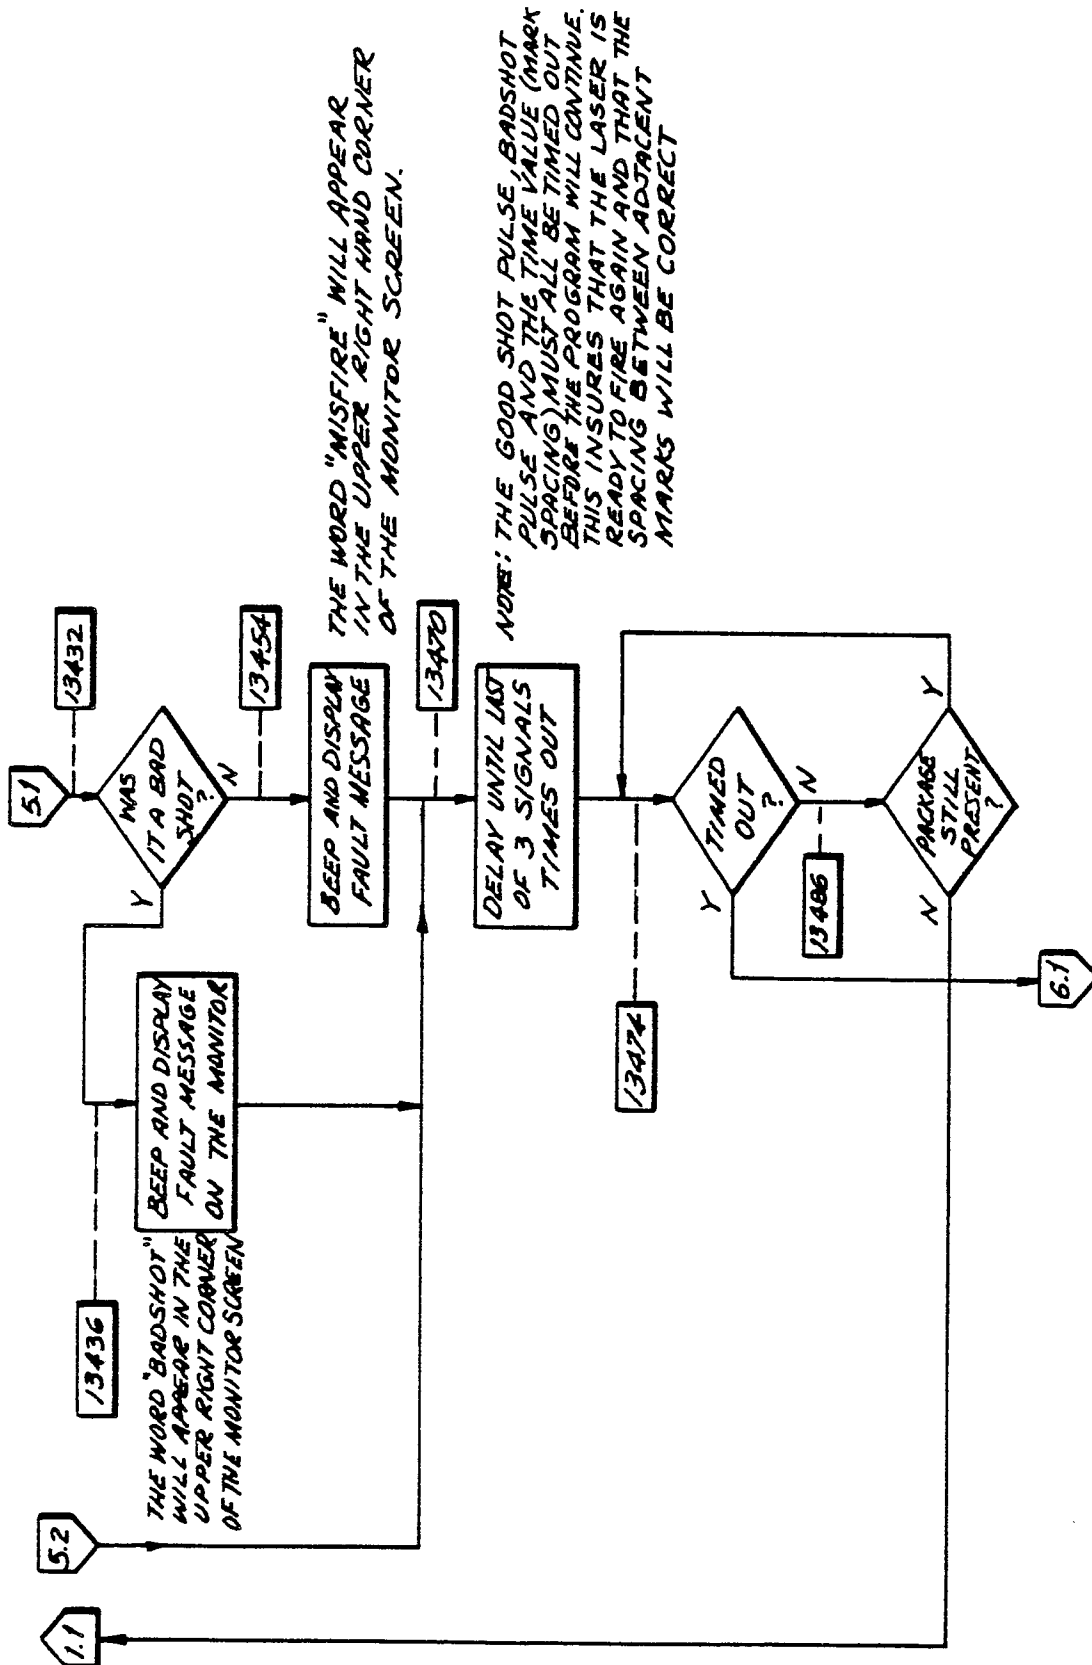 5.1
13432
WAS
IT A BAD
SHOT
?
Y
N
13454
13436
BEEP AND DISPLAY
FAULT MESSAGE
ON THE MONITOR
THE WORD "BADSHOT"
WILL APPEAR IN THE
UPPER RIGHT CORNER
OF THE MONITOR SCREEN
5.2
1.1
BEEP AND DISPLAY
FAULT MESSAGE
THE WORD "MISFIRE" WILL APPEAR
IN THE UPPER RIGHT HAND CORNER
OF THE MONITOR SCREEN.
13470
DELAY UNTIL LAST
OF 3 SIGNALS
TIMES OUT
NOTE: THE GOOD SHOT PULSE, BADSHOT
PULSE AND THE TIME VALUE (MARK
SPACING) MUST ALL BE TIMED OUT
BEFORE THE PROGRAM WILL CONTINUE.
THIS INSURES THAT THE LASER IS
READY TO FIRE AGAIN AND THAT THE
SPACING BETWEEN ADJACENT
MARKS WILL BE CORRECT
13474
TIMED
OUT
?
Y
N
13486
PACKAGE
STILL
PRESENT
?
N
Y
6.1